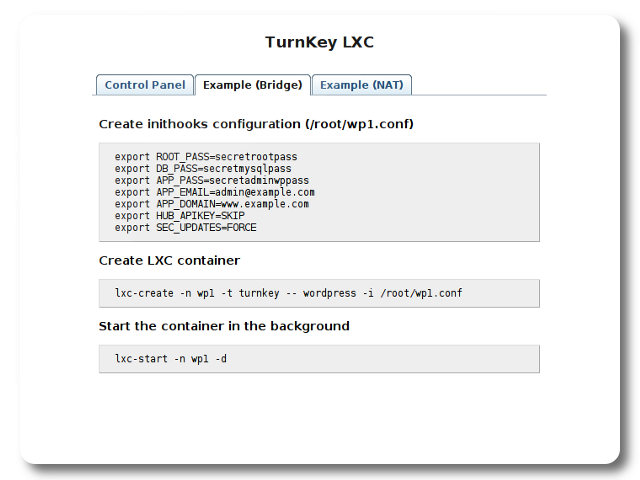 TurnKey LXC
Control Panel Example (Bridge) Example (NAT)
Create inithooks configuration (/root/wp1.conf)
export ROOT_PASS=secretrootpass
export DB_PASS=secretmysqlpass
export APP_PASS=secretadminwppass
export APP_EMAIL=admin@example.com
export APP_DOMAIN=www.example.com
export HUB_APIKEY=SKIP
export SEC_UPDATES=FORCE
Create LXC container
lxc-create -n wp1 -t turnkey -- wordpress -i /root/wp1.conf
Start the container in the background
lxc-start -n wp1 -d